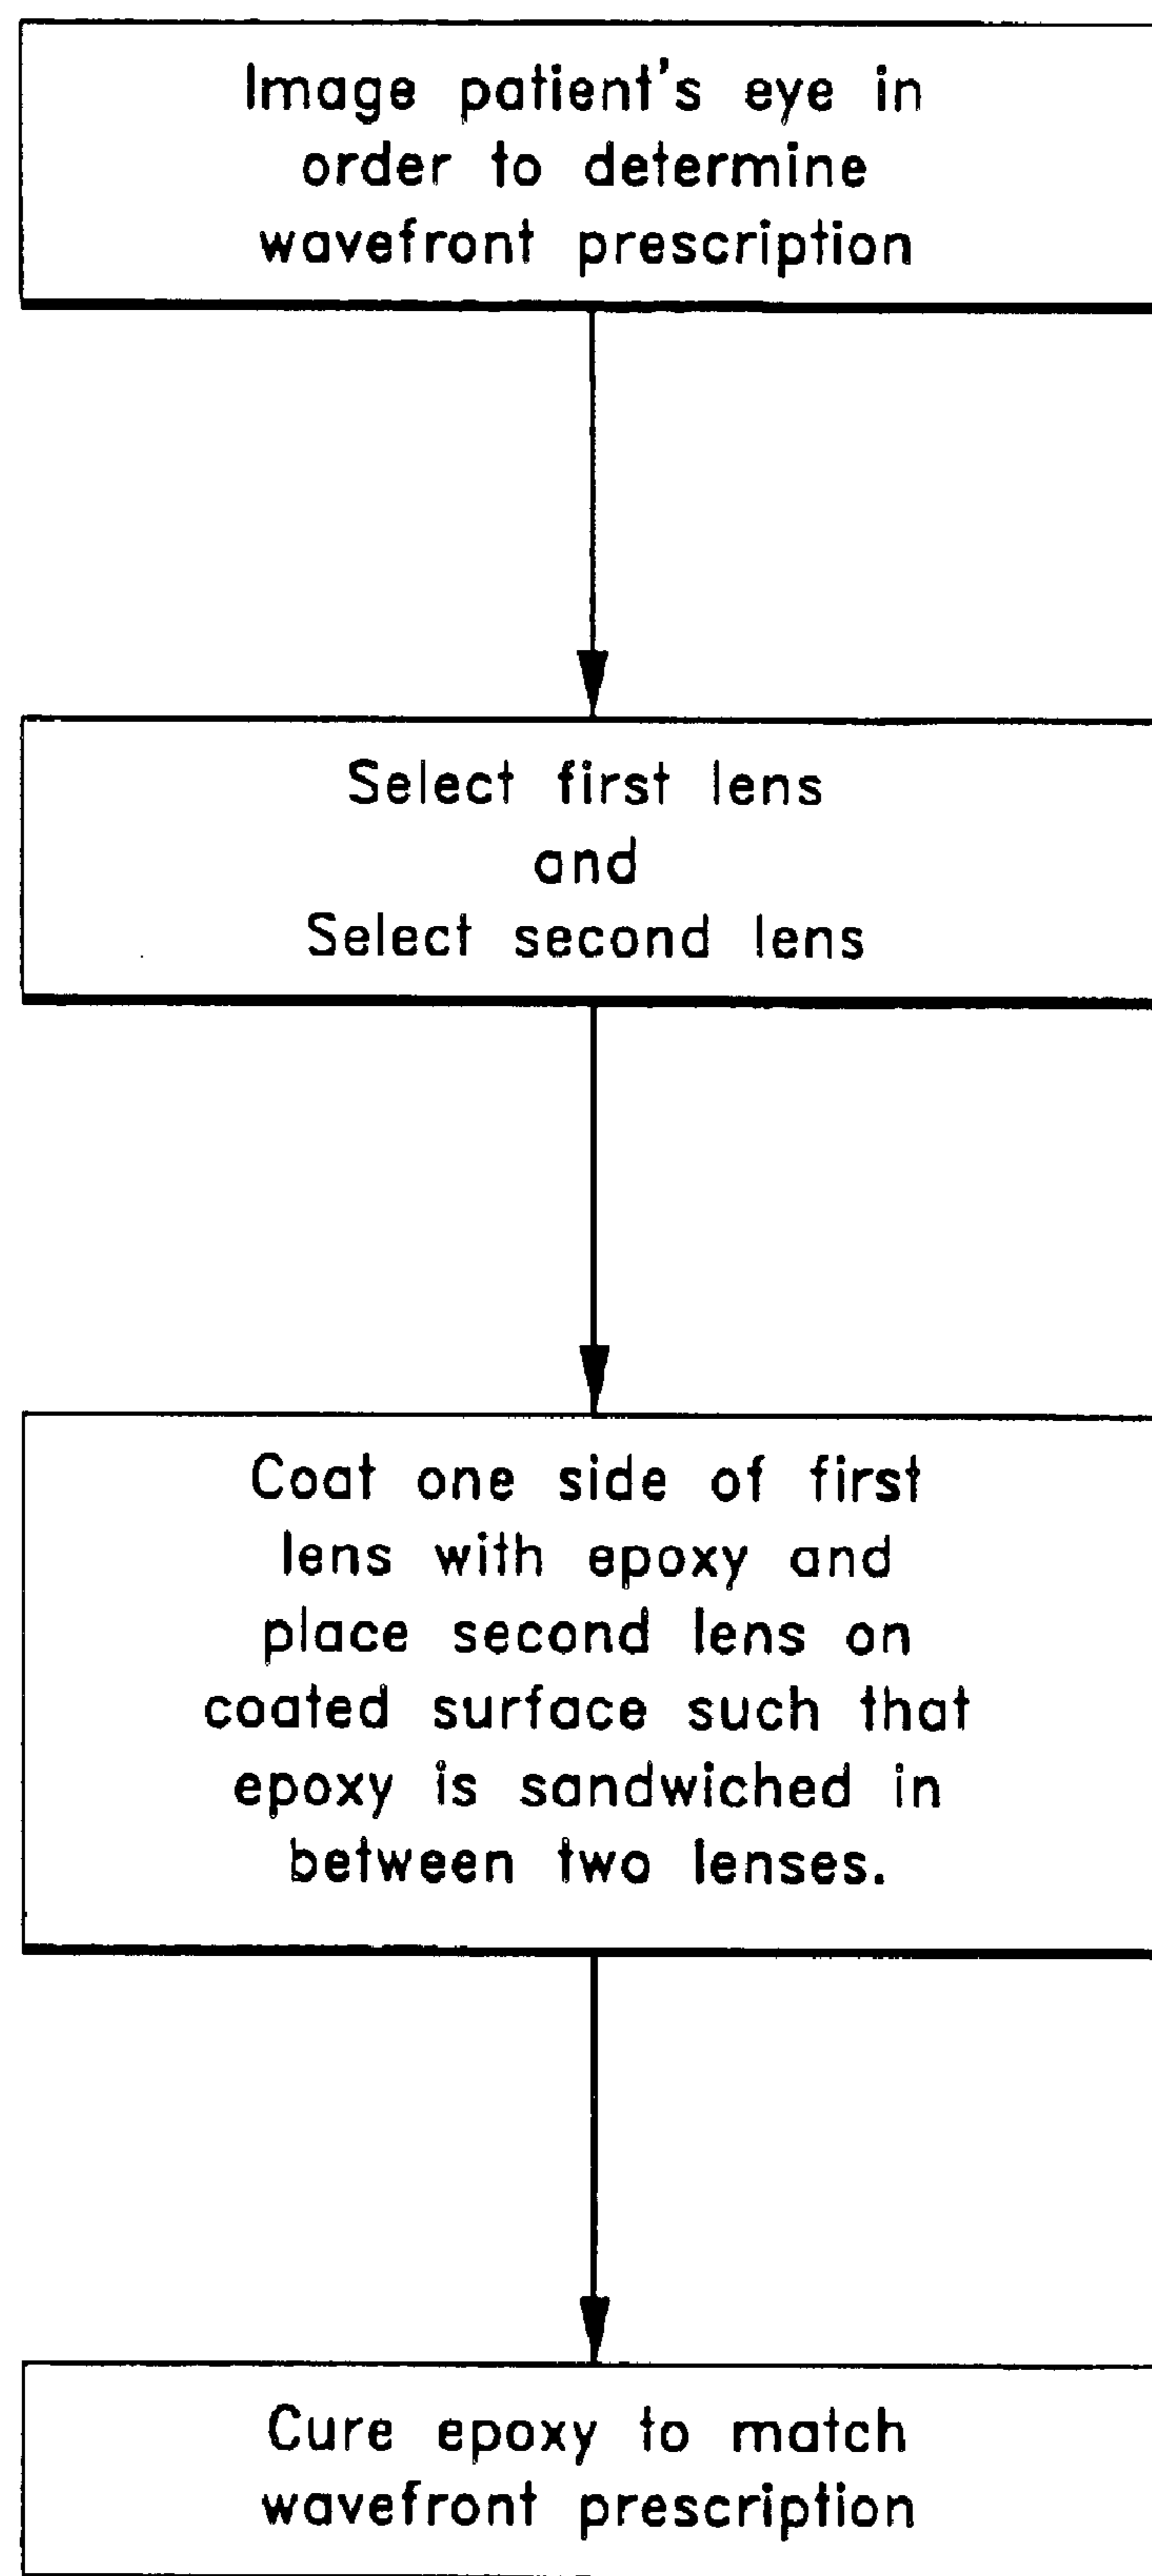 Image patient's eye in
order to determine
wavefront prescription
Select first lens
and
Select second lens
Coat one side of first
lens with epoxy and
place second lens on
coated surface such that
epoxy is sandwiched in
between two lenses.
Cure epoxy to match
wavefront prescription